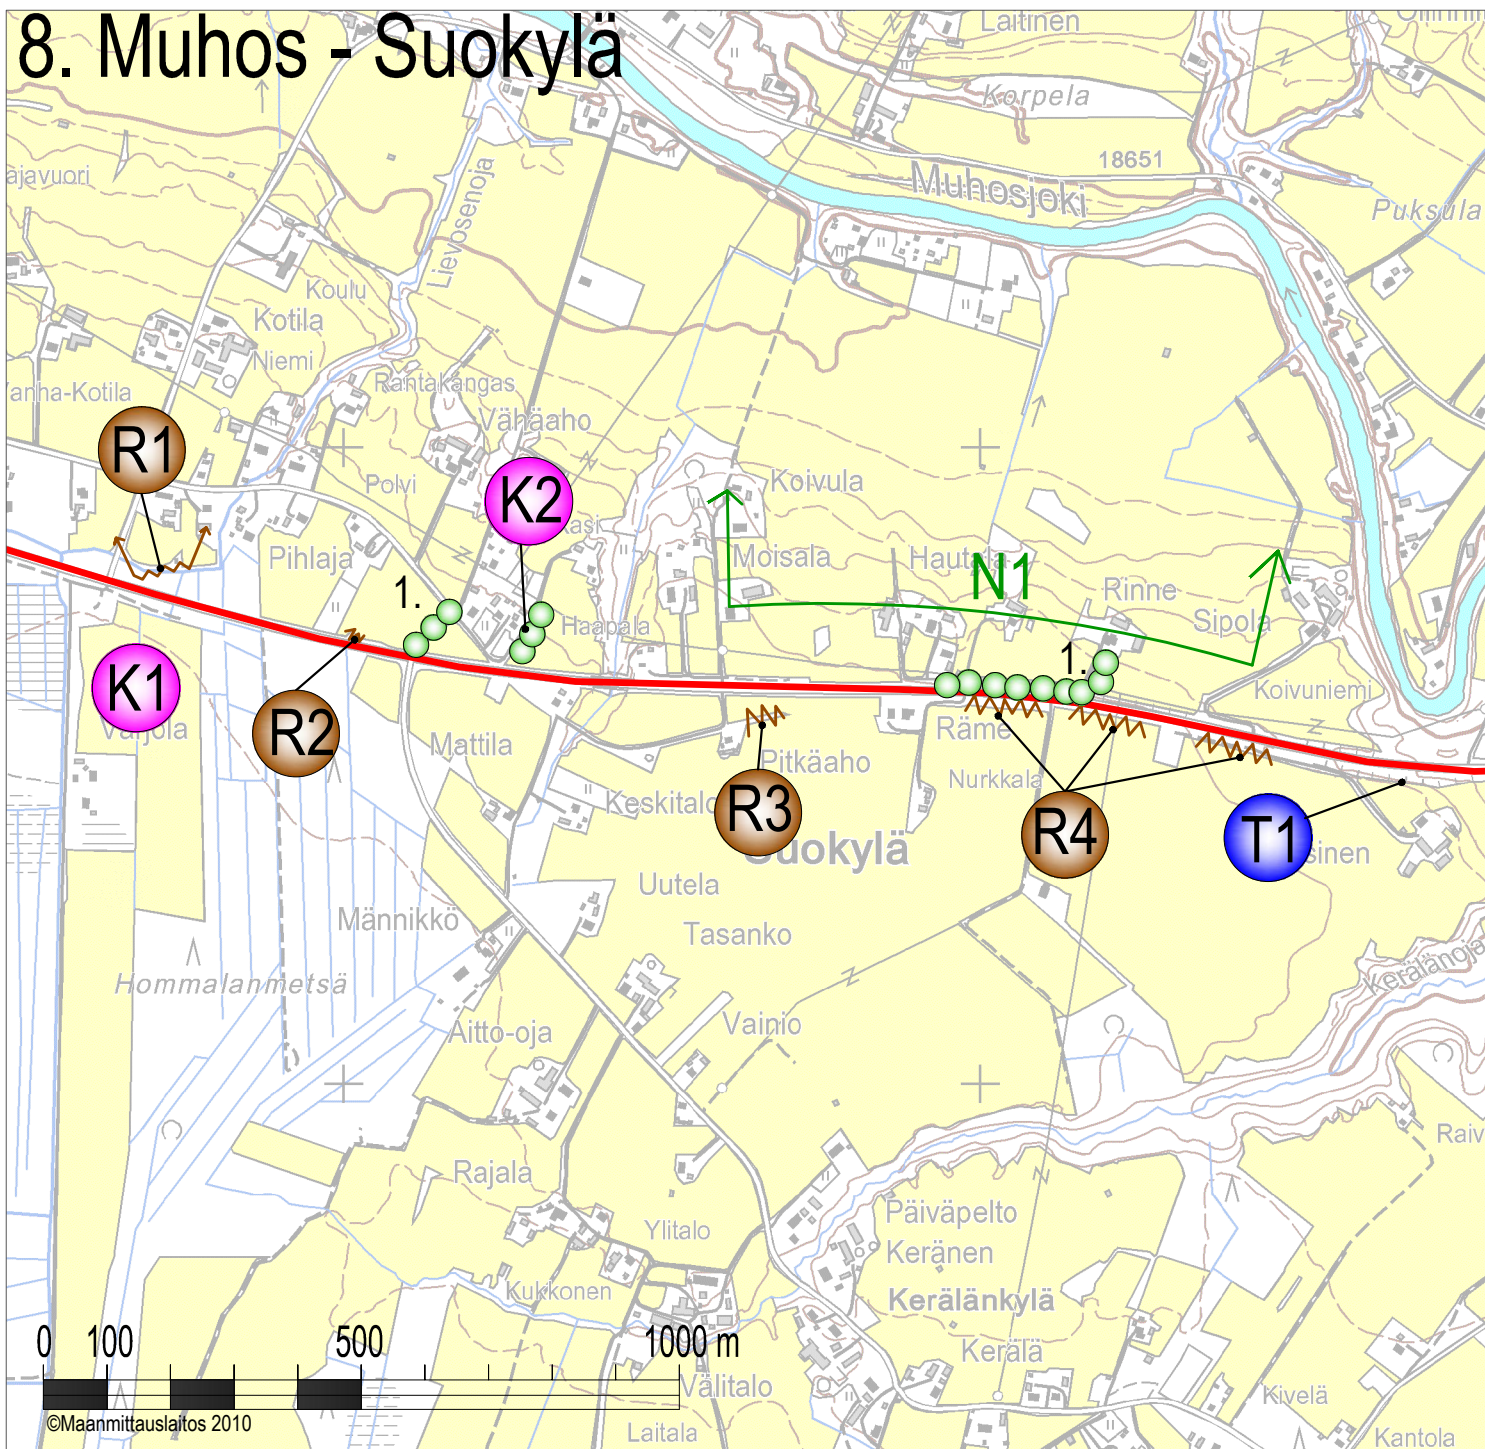 8. Muhos - Suokylä
Laitinen
Korpela
18651
Muhosjoki
Puksula
ajavuori
Lievosenoja
Koulu
Kotila
Niemi
Rantakangas
anha-Kotila
Vähäaho
R1
Polvi
K2
Koivula
Pihlaja
Moisala
N1
Rinne
1.
Haapala
Sipola
1.
K1
Koivuniemi
R2
Mattila
Räme
Pitkäaho
Nurkkala
Keskitalo
R3
R4
T1
sinen
Suokylä
Uutela
Männikkö
Tasanko
Hommalanmetsä
Kerälänoja
Vainio
Aitto-oja
Raiv
Rajala
Ylitalo
Päiväpelto
Keränen
Kukkonen
Kerälänkylä
0 100 500 1000 m
Kerälä
Välitalo
Kivelä
©Maanmittauslaitos 2010
Laitala
Kantola